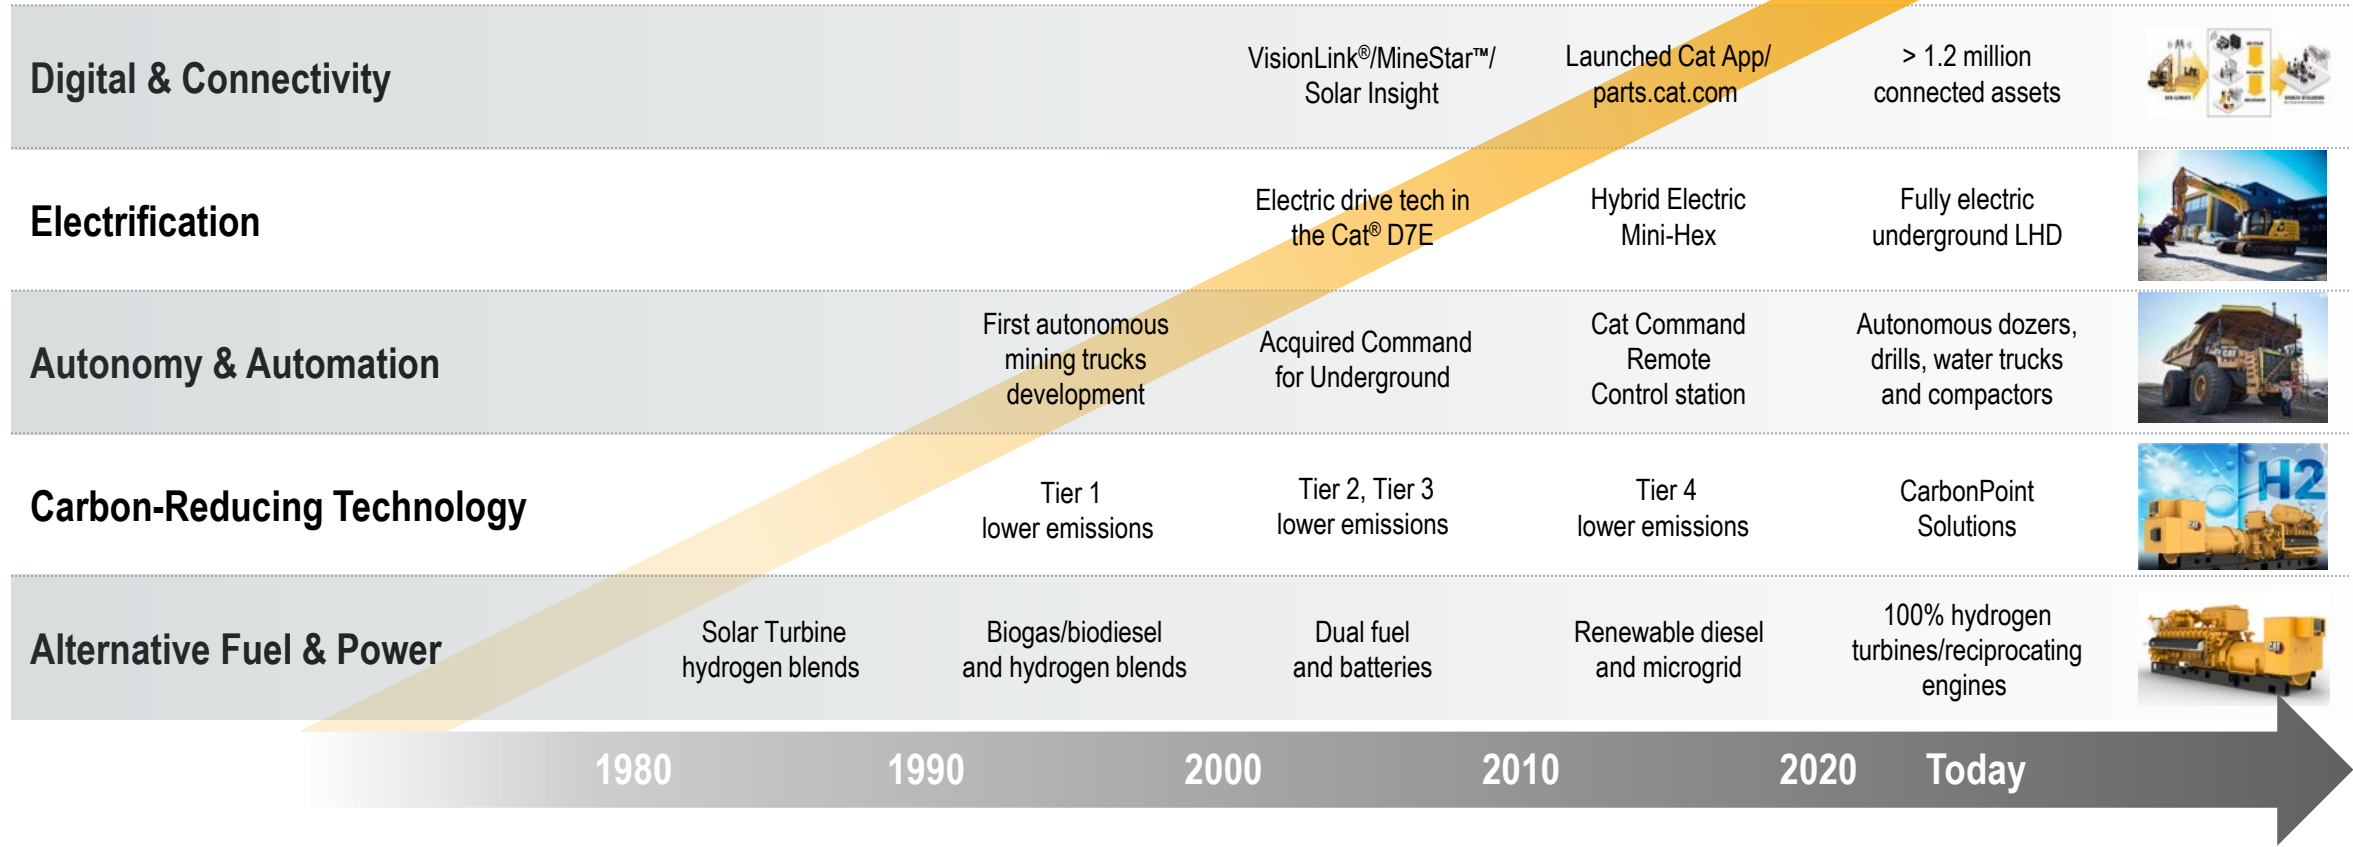 Digital & Connectivity
VisionLink®/MineStar™/
Solar Insight
Launched Cat App/
parts.cat.com
> 1.2 million
connected assets
Electrification
Electric drive tech in
the Cat® D7E
Hybrid Electric
Mini-Hex
Fully electric
underground LHD
Autonomy & Automation
First autonomous
mining trucks
development
Acquired Command
for Underground
Cat Command
Remote
Control station
Autonomous dozers,
drills, water trucks
and compactors
CAT
Carbon-Reducing Technology
Tier 1
lower emissions
Tier 2, Tier 3
lower emissions
Tier 4
lower emissions
CarbonPoint
Solutions
H2
CAT
Alternative Fuel & Power
Solar Turbine
hydrogen blends
Biogas/biodiesel
and hydrogen blends
Dual fuel
and batteries
Renewable diesel
and microgrid
100% hydrogen
turbines/reciprocating
engines
CAT
1980
1990
2000
2010
2020
Today